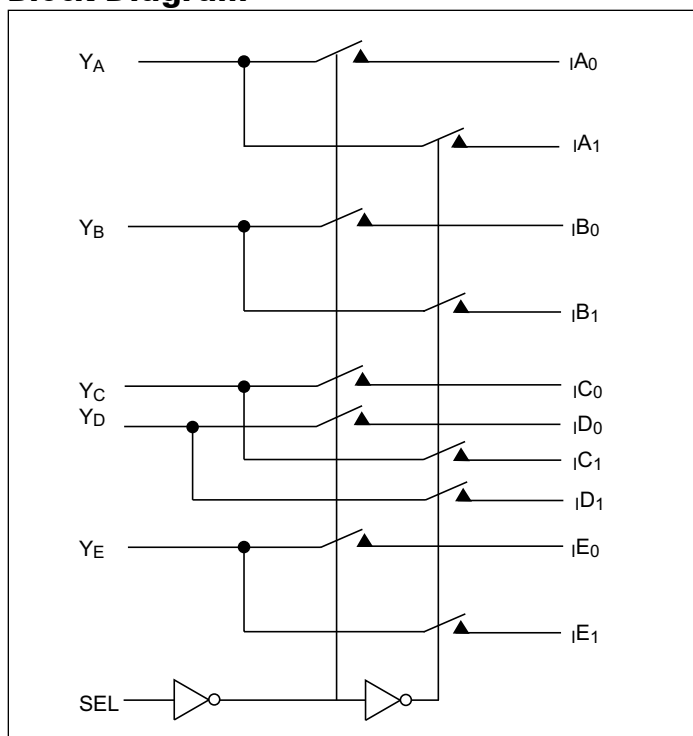 Block Diagram
YA
IA0
IA1
YB
IB0
IB1
YC
IC0
YD
ID0
IC1
ID1
YE
IE0
IE1
SEL